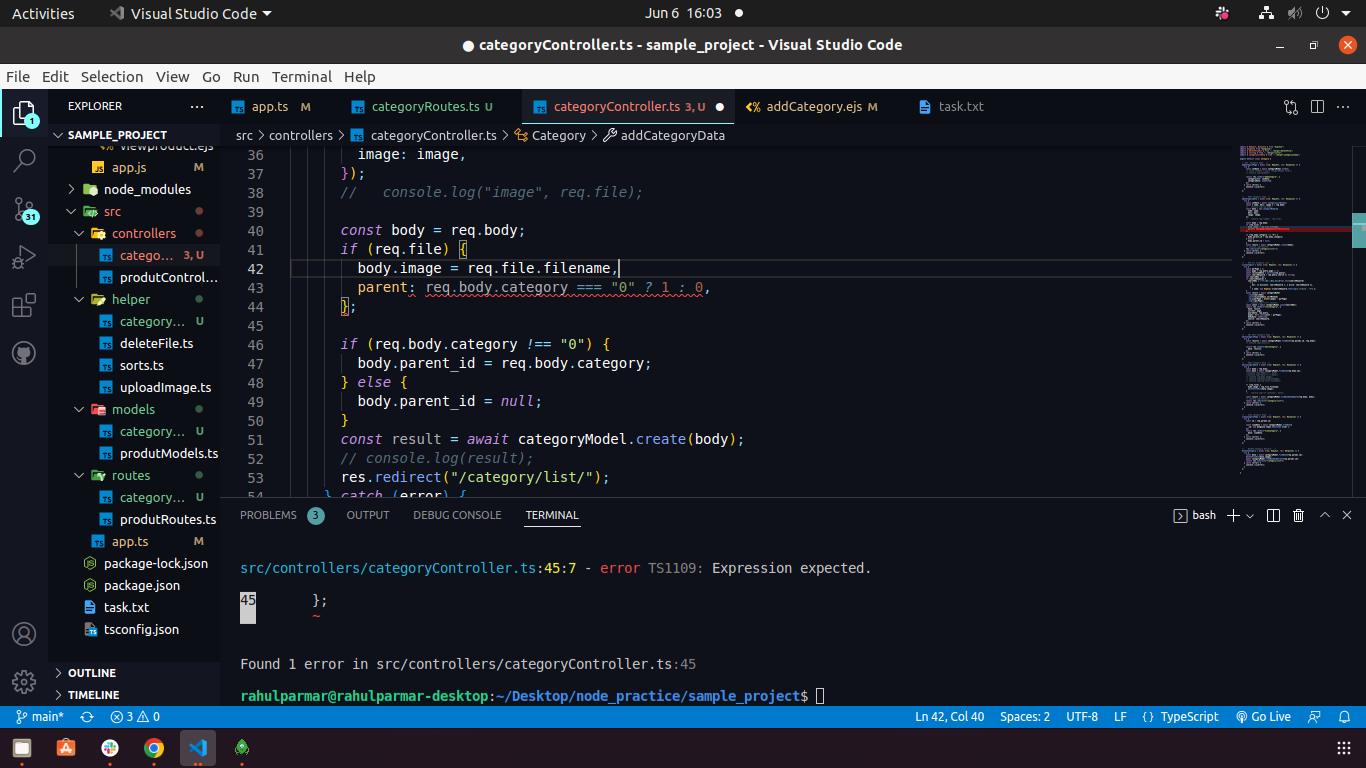 Activities Visual Studio Code Jun 6 16:03
categoryController.ts - sample_project - Visual Studio Code
File Edit Selection View Go Run Terminal Help
EXPLORER
app.ts M categoryRoutes.ts U categoryController.ts 3, U addCategory.ejs M task.txt
src > controllers > categoryController.ts > Category > addCategoryData
SAMPLE_PROJECT
viewproduct.ejs
app.js M
node_modules
src
controllers
catego... 3, U
produtControl...
helper
category... U
deleteFile.ts
sorts.ts
uploadImage.ts
models
category... U
produtModels.ts
routes
category... U
produtRoutes.ts
app.ts M
package-lock.json
package.json
task.txt
tsconfig.json
OUTLINE
TIMELINE
1
31
36 image: image,
37 });
38 //   console.log("image", req.file);
39
40 const body = req.body;
41 if (req.file) {
42 body.image = req.file.filename,
43 parent: req.body.category === "0" ? 1 : 0,
44 };
45
46 if (req.body.category !== "0") {
47 body.parent_id = req.body.category;
48 } else {
49 body.parent_id = null;
50 }
51 const result = await categoryModel.create(body);
52 // console.log(result);
53 res.redirect("/category/list/");
54 } catch (error) {
PROBLEMS 3 OUTPUT DEBUG CONSOLE TERMINAL bash
src/controllers/categoryController.ts:45:7 - error TS1109: Expression expected.
45 };
~
Found 1 error in src/controllers/categoryController.ts:45
rahulparmar@rahulparmar-desktop:~/Desktop/node_practice/sample_project$
main* 3 0 Ln 42, Col 40 Spaces: 2 UTF-8 LF { } TypeScript Go Live